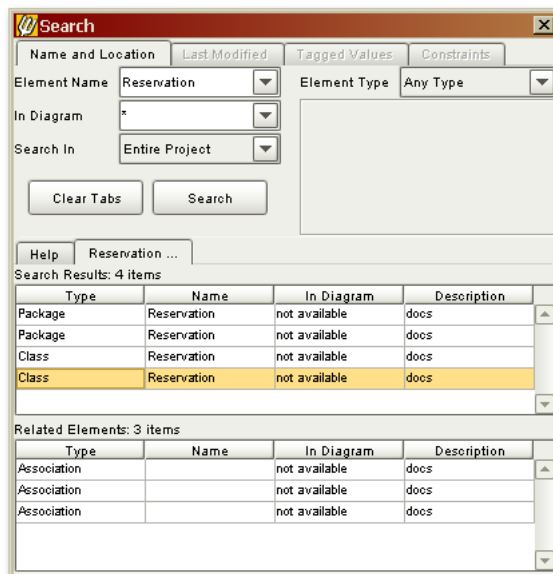 Search
Name and Location Last Modified Tagged Values Constraints
Element Name Reservation Element Type Any Type
In Diagram *
Search In Entire Project
Clear Tabs Search
Help Reservation ...
Search Results: 4 items
Type Name In Diagram Description
Package Reservation not available docs
Package Reservation not available docs
Class Reservation not available docs
Class Reservation not available docs
Related Elements: 3 items
Type Name In Diagram Description
Association not available docs
Association not available docs
Association not available docs